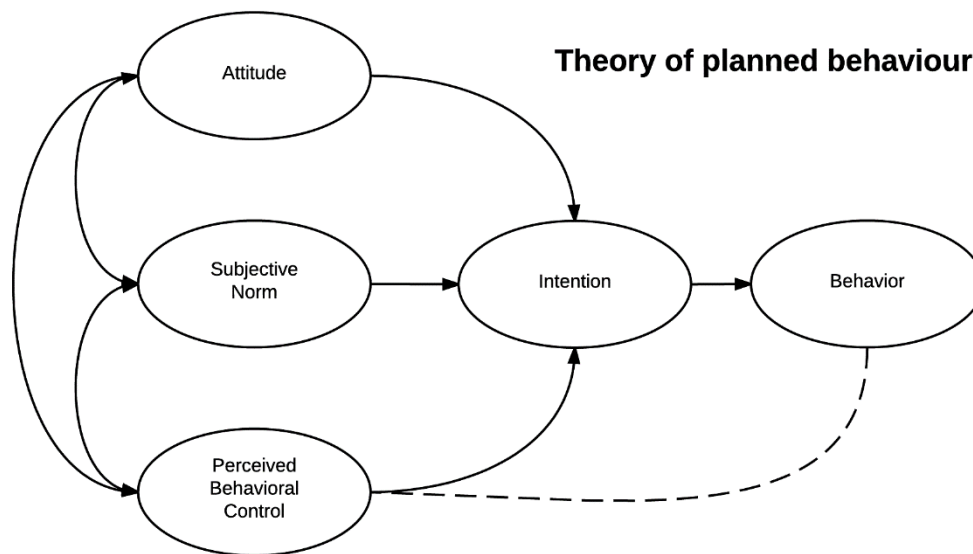 Theory of planned behaviour
Attitude
Subjective
Norm
Intention
Behavior
Perceived
Behavioral
Control